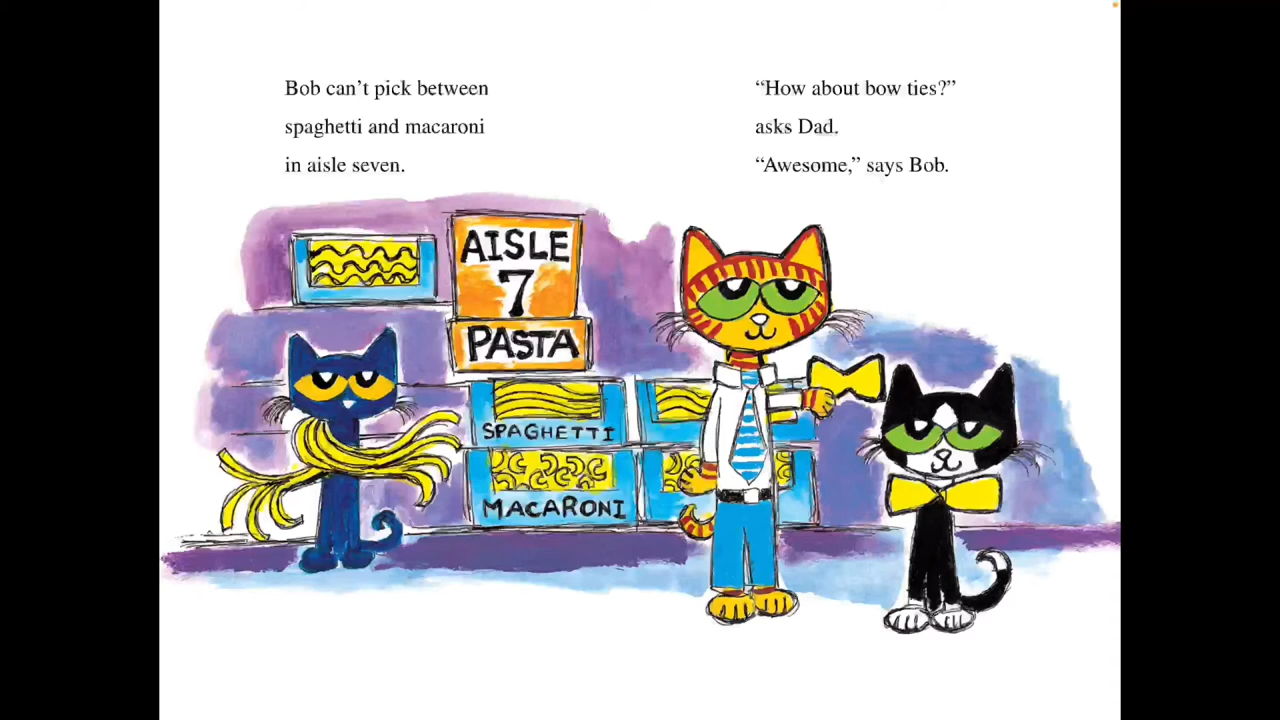 Bob can’t pick between
spaghetti and macaroni
in aisle seven.
“How about bow ties?”
asks Dad.
“Awesome,” says Bob.
AISLE
7
PASTA
SPAGHETTI
MACARONI